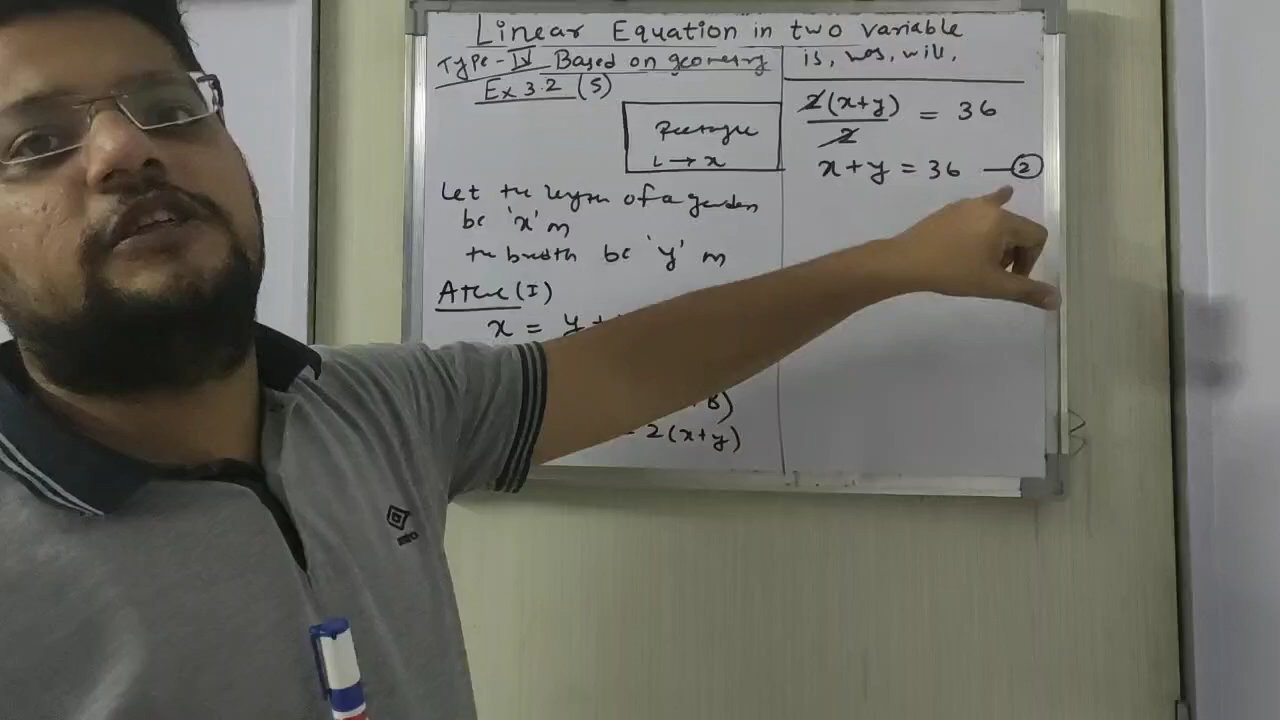 Linear Equation in two variable
Type-IV Based on geometry
Ex 3.2 (5)
Rectangle
L → x
Let the length of a garden
be 'x' m
the bredth be 'y' m
ATQ (I)
x = y +
B)
2(x+y)
is, was, will,
2(x+y) = 36
2
x+y = 36 —②